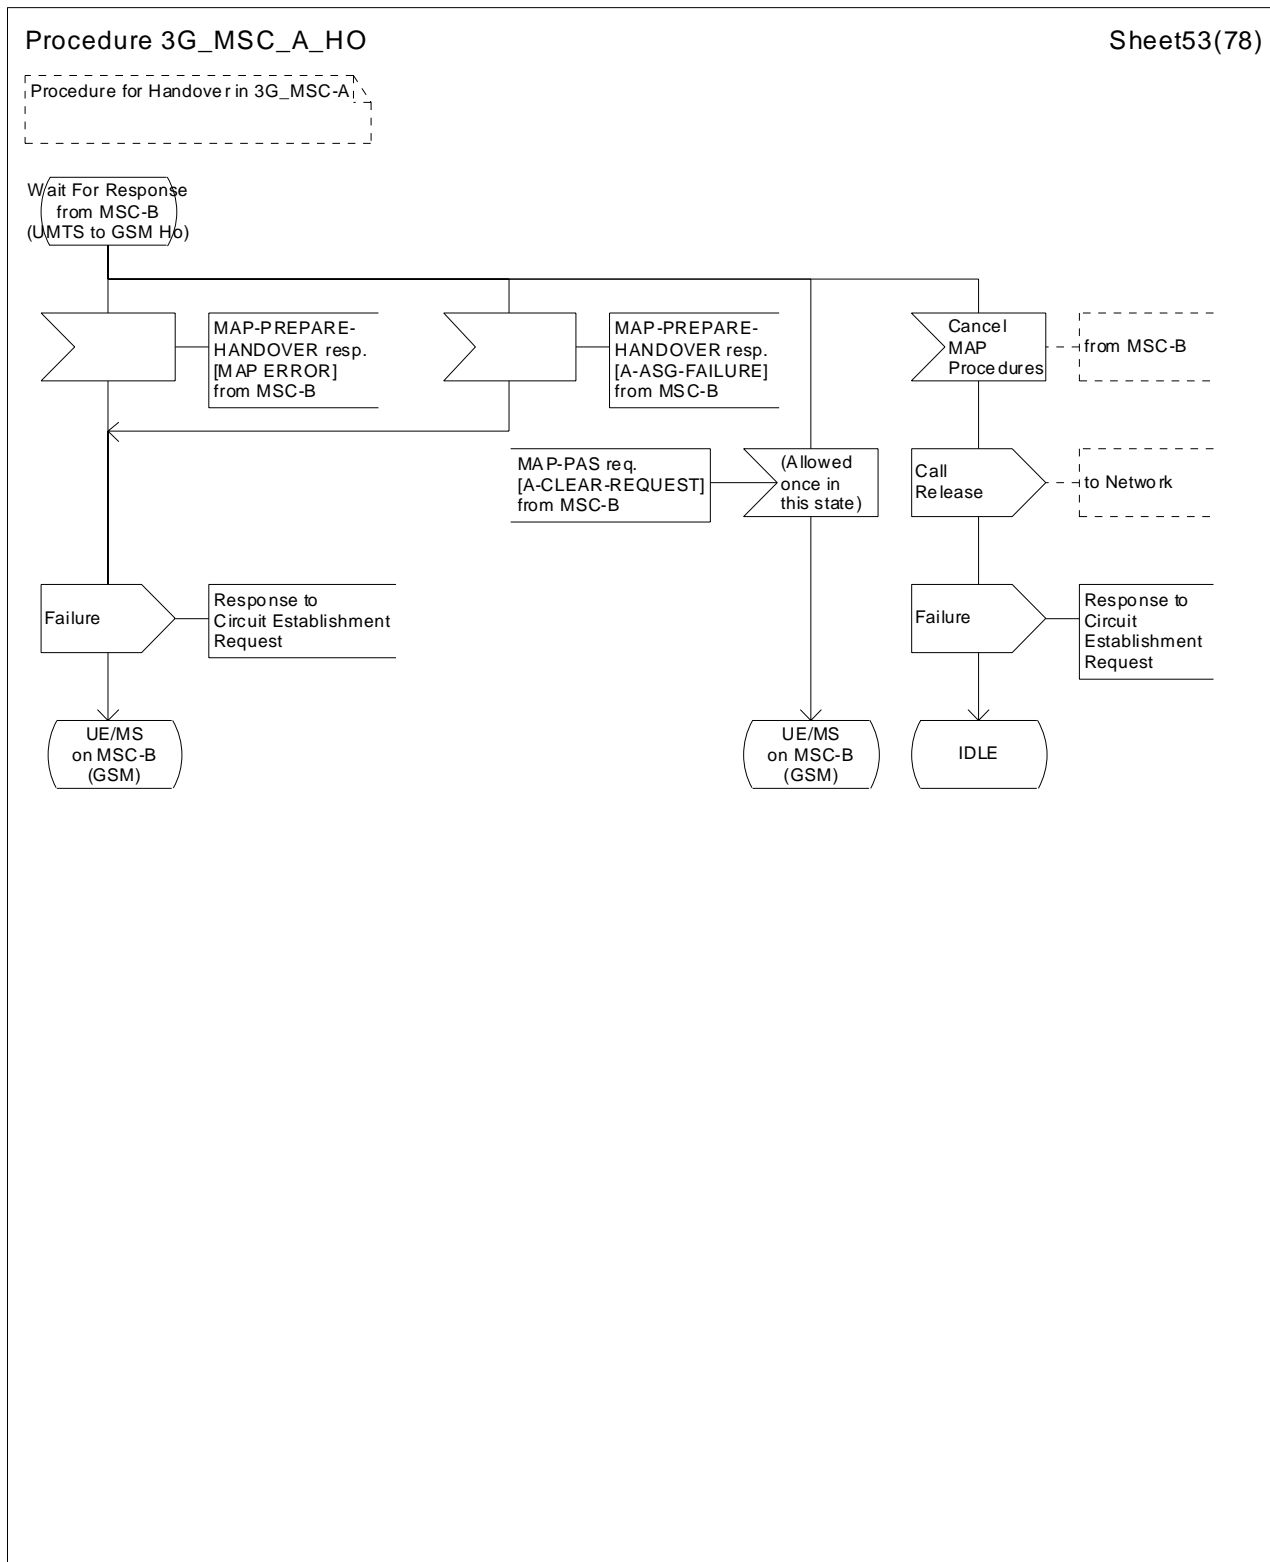 Procedure 3G_MSC_A_HO
Sheet53(78)
Procedure for Handover in 3G_MSC-A
Wait For Response
from MSC-B
(UMTS to GSM Ho)
MAP-PREPARE-
HANDOVER resp.
[MAP ERROR]
from MSC-B
MAP-PREPARE-
HANDOVER resp.
[A-ASG-FAILURE]
from MSC-B
Cancel
MAP
Procedures
from MSC-B
MAP-PAS req.
[A-CLEAR-REQUEST]
from MSC-B
(Allowed
once in
this state)
Call
Release
to Network
Failure
Response to
Circuit Establishment
Request
Failure
Response to
Circuit
Establishment
Request
UE/MS
on MSC-B
(GSM)
UE/MS
on MSC-B
(GSM)
IDLE